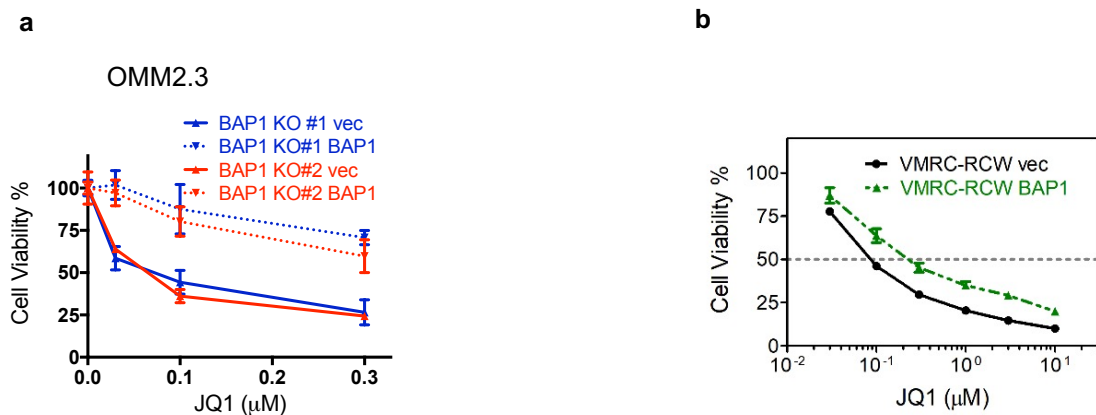 a
OMM2.3
BAP1 KO #1 vec
BAP1 KO#1 BAP1
BAP1 KO#2 vec
BAP1 KO#2 BAP1
Cell Viability %
100
75
50
25
0
0.0 0.1 0.2 0.3
JQ1 (μM)
b
VMRC-RCW vec
VMRC-RCW BAP1
Cell Viability %
100
75
50
25
0
10⁻² 10⁻¹ 10⁰ 10¹
JQ1 (μM)